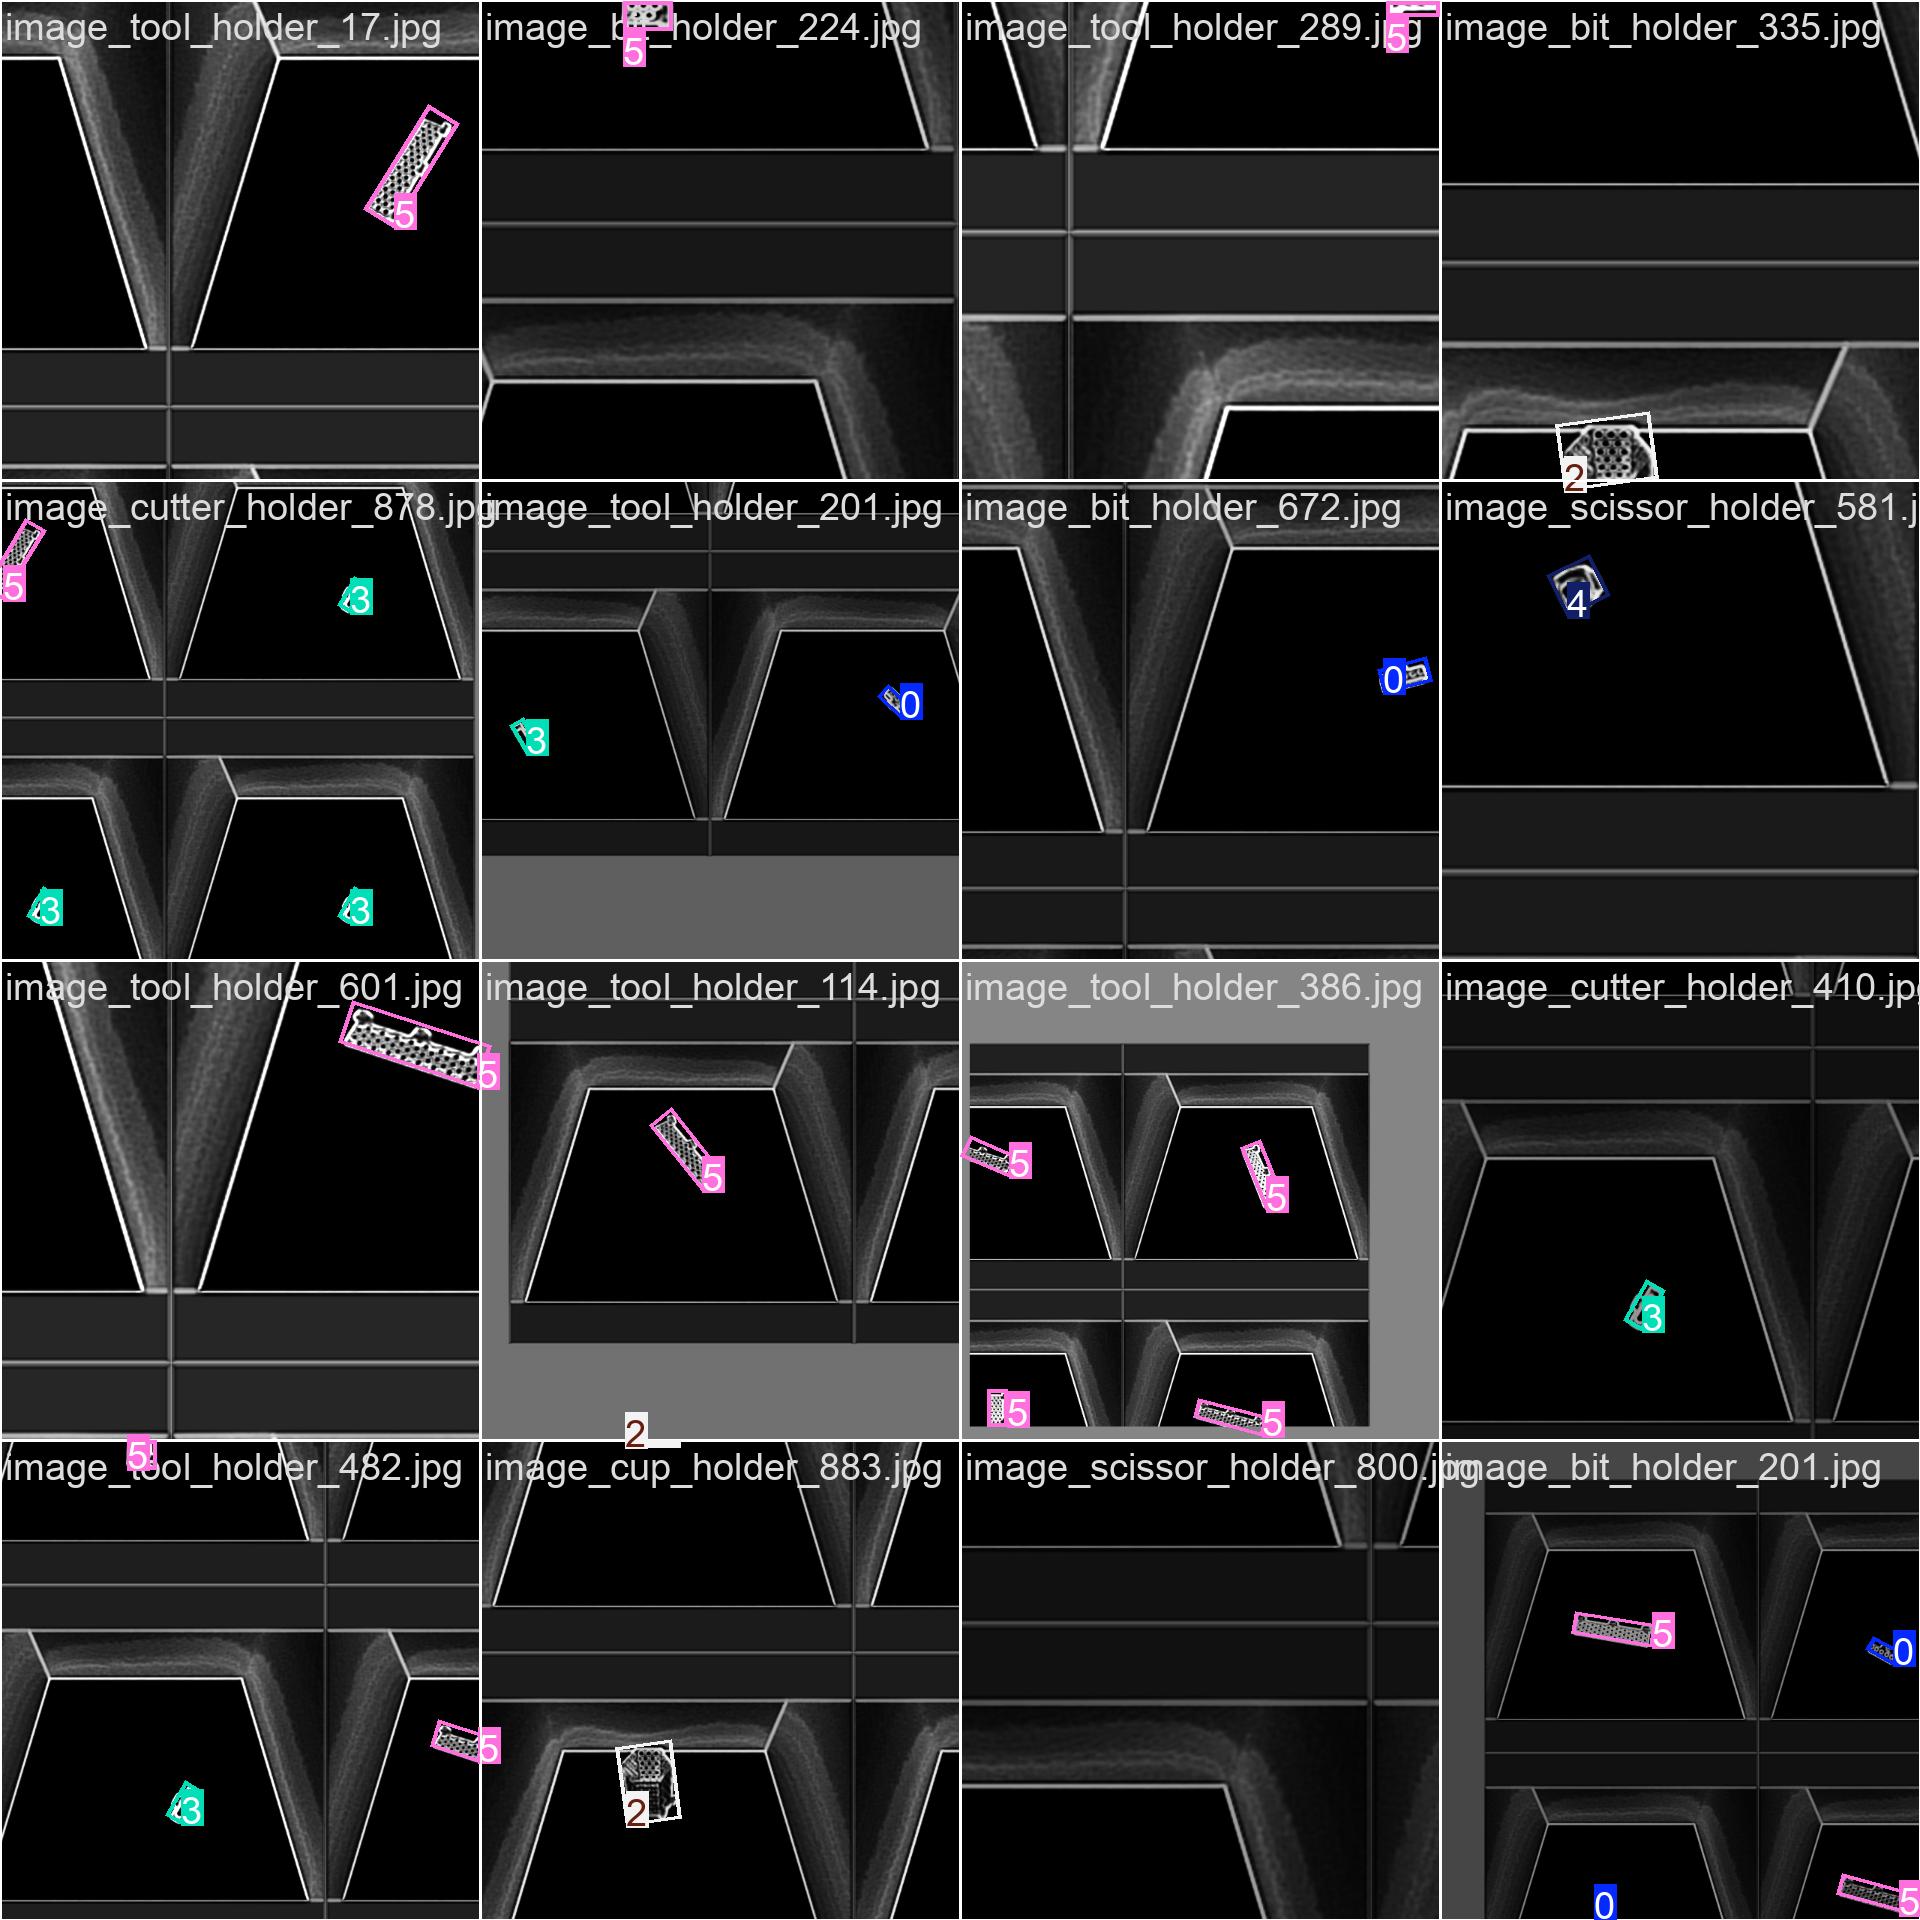 image_tool_holder_17.jpg
5
image_b
_holder_224.jpg
5
image_tool_holder_289.jpg
5
image_bit_holder_335.jpg
2
image_cutter_holder_878.jpg
5
3
3
3
image_tool_holder_201.jpg
3
0
image_bit_holder_672.jpg
0
image_scissor_holder_581.j
4
image_tool_holder_601.jpg
5
image_tool_holder_114.jpg
5
2
image_tool_holder_386.jpg
5
5
5
5
image_cutter_holder_410.jpg
3
5
image_tool_holder_482.jpg
3
5
image_cup_holder_883.jpg
2
image_scissor_holder_800.jpg
image_bit_holder_201.jpg
5
0
0
5